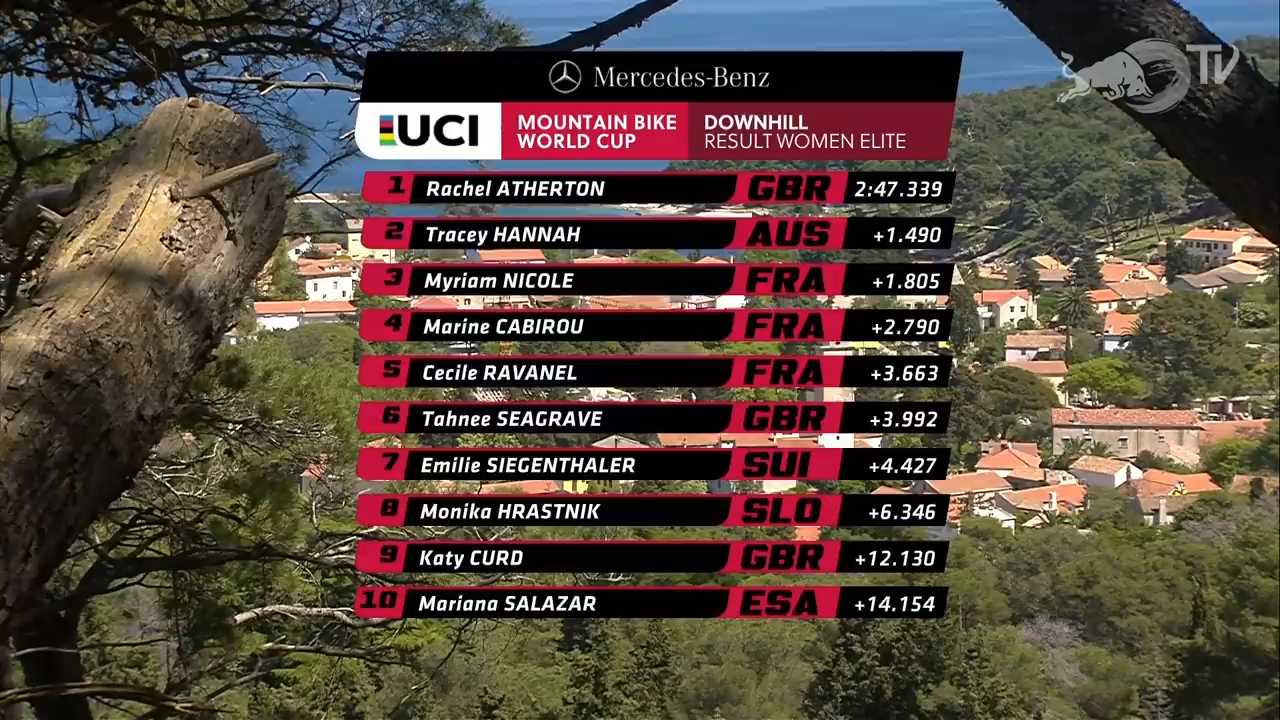 Mercedes-Benz
TV
UCI
MOUNTAIN BIKE
WORLD CUP
DOWNHILL
RESULT WOMEN ELITE
1 Rachel ATHERTON GBR 2:47.339
2 Tracey HANNAH AUS +1.490
3 Myriam NICOLE FRA +1.805
4 Marine CABIROU FRA +2.790
5 Cecile RAVANEL FRA +3.663
6 Tahnee SEAGRAVE GBR +3.992
7 Emilie SIEGENTHALER SUI +4.427
8 Monika HRASTNIK SLO +6.346
9 Katy CURD GBR +12.130
10 Mariana SALAZAR ESA +14.154